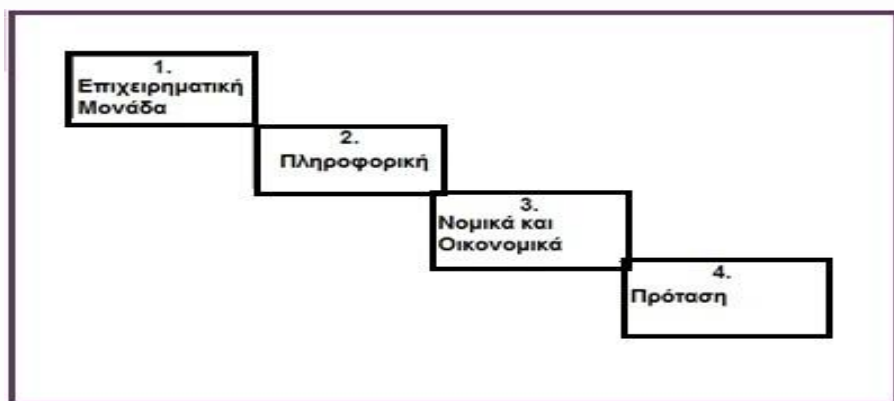 1.
Επιχειρηματική
Μονάδα
2.
Πληροφορική
3.
Νομικά και
Οικονομικά
4.
Πρόταση